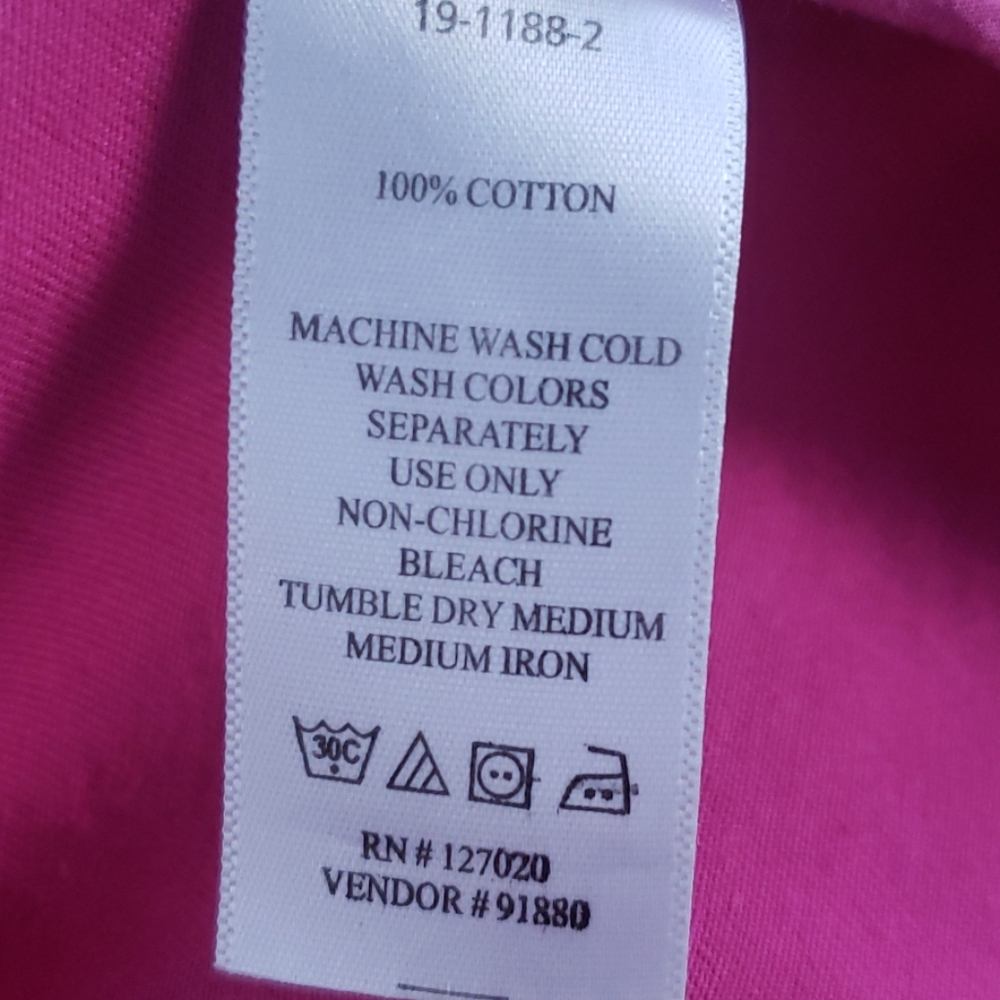 19-1188-2
100% COTTON
MACHINE WASH COLD
WASH COLORS
SEPARATELY
USE ONLY
NON-CHLORINE
BLEACH
TUMBLE DRY MEDIUM
MEDIUM IRON
30C
RN # 127020
VENDOR # 91880